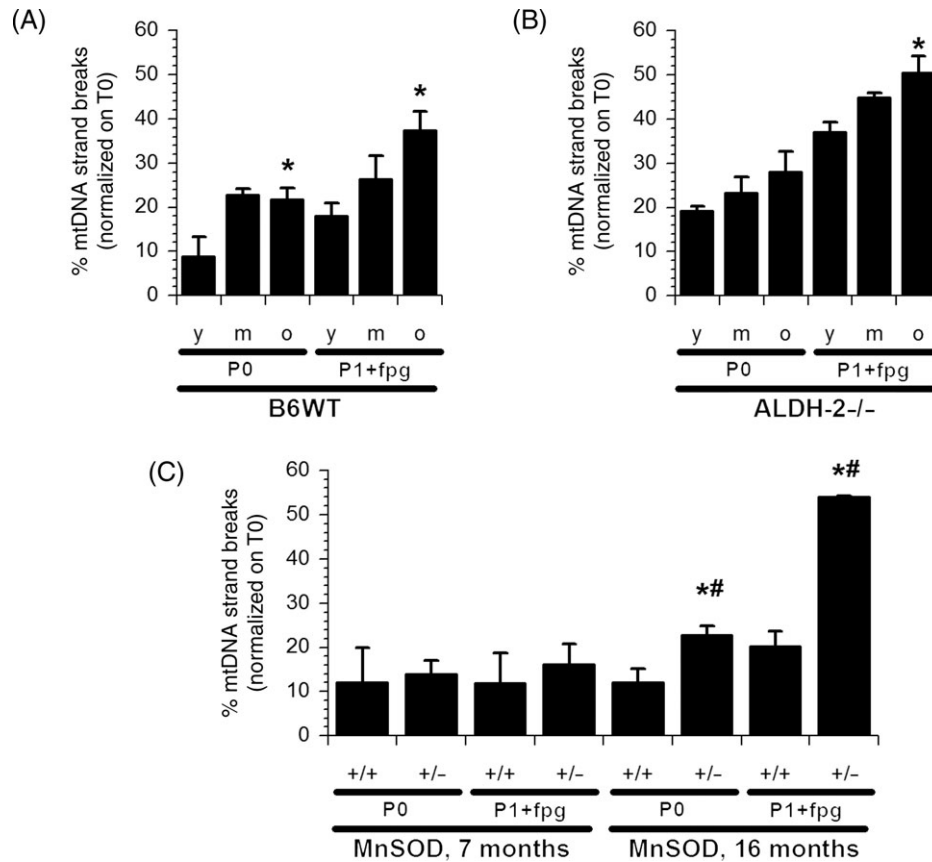 (A)
% mtDNA strand breaks
(normalized on T0)
60
50
40
30
20
10
0
*
*
y m o y m o
P0 P1+fpg
B6WT
(B)
% mtDNA strand breaks
(normalized on T0)
60
50
40
30
20
10
0
*
y m o y m o
P0 P1+fpg
ALDH-2-/-
(C)
% mtDNA strand breaks
(normalized on T0)
60
50
40
30
20
10
0
*#
*#
+/+ +/− +/+ +/− +/+ +/− +/+ +/−
P0 P1+fpg P0 P1+fpg
MnSOD, 7 months MnSOD, 16 months